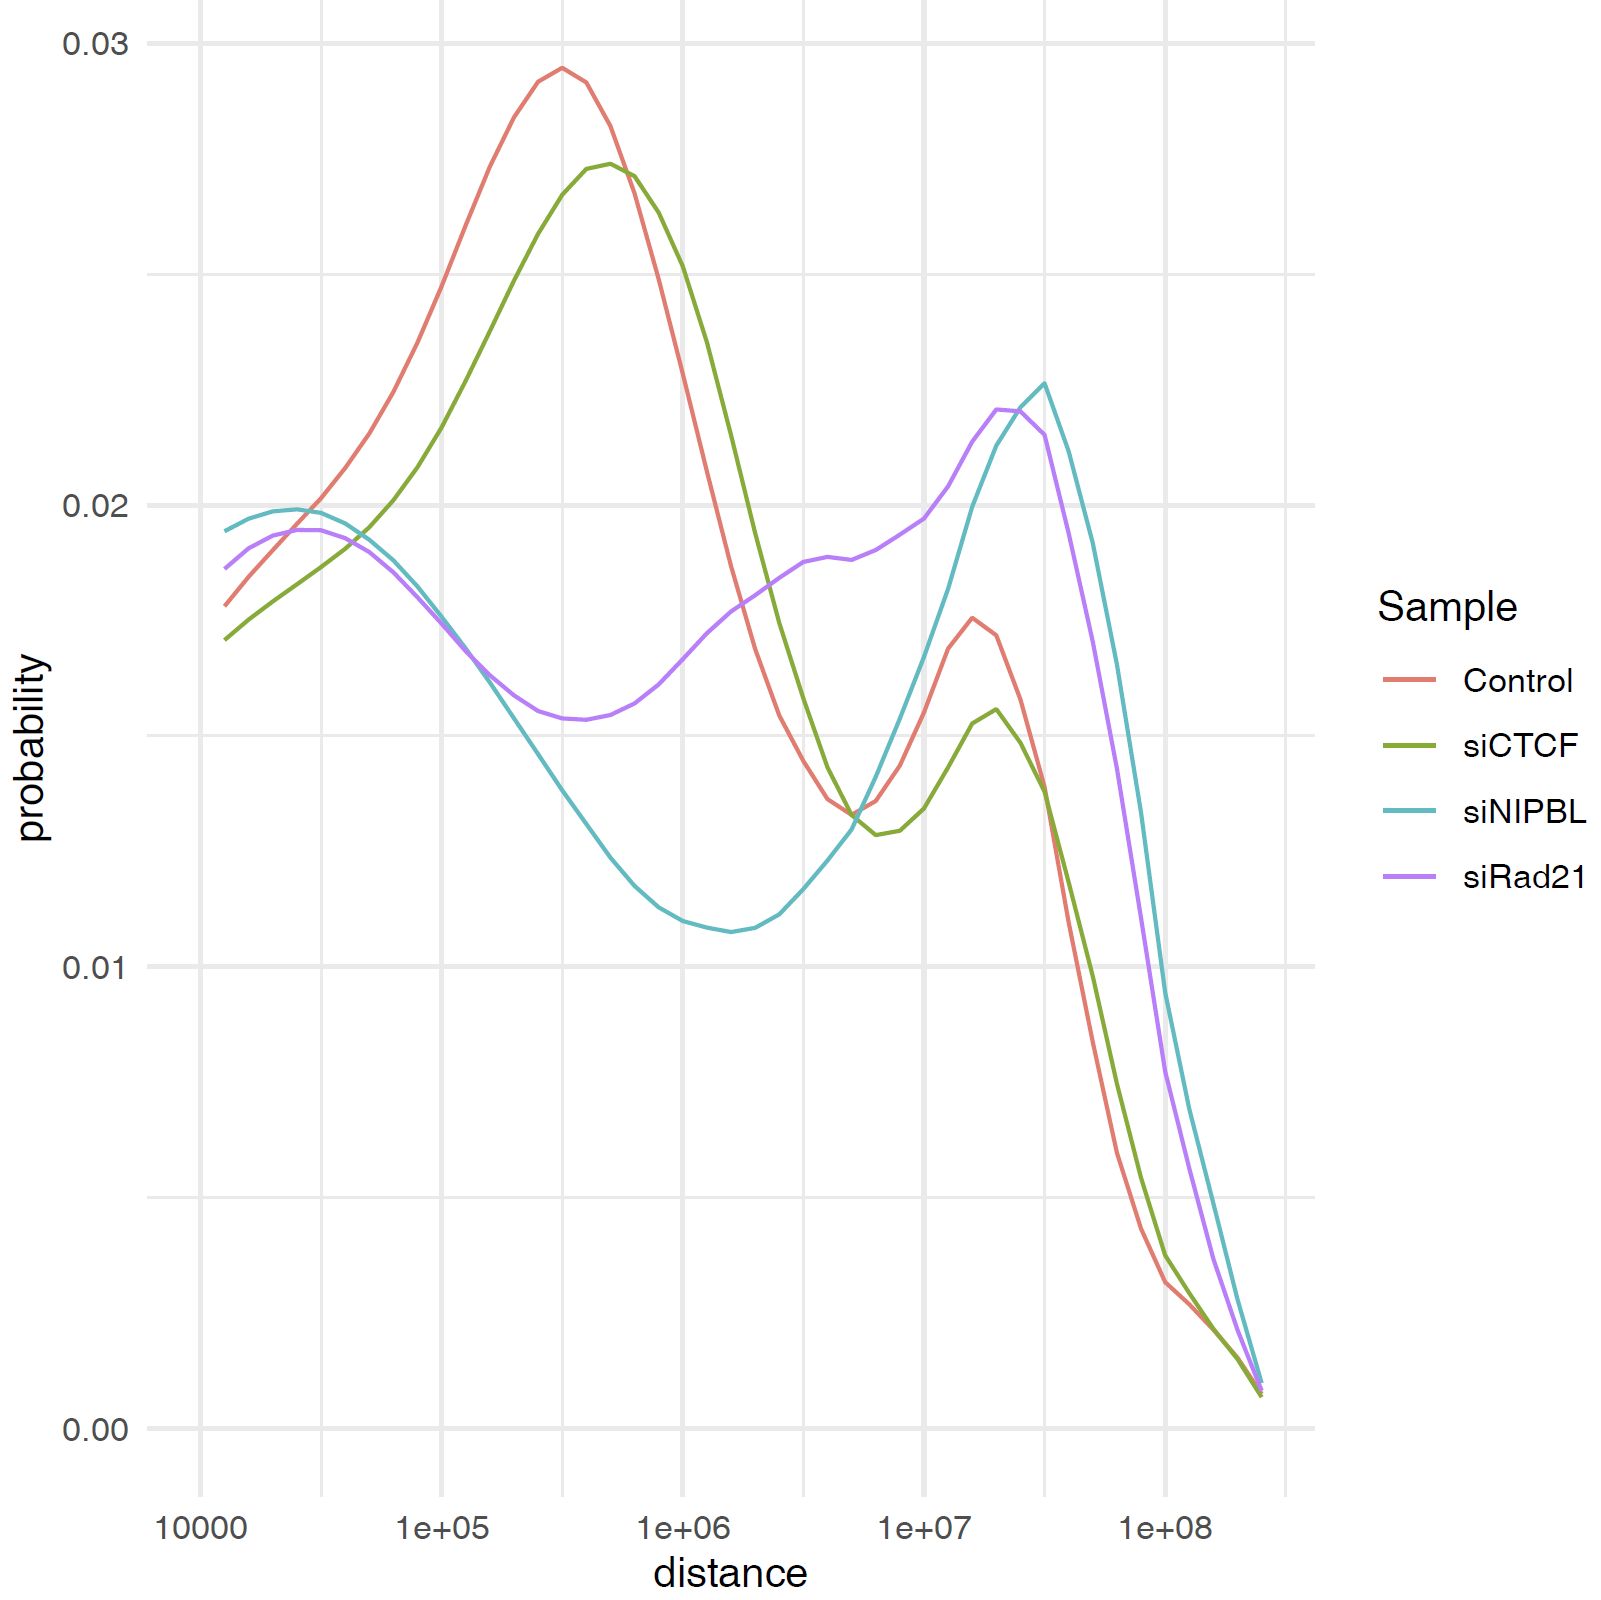 0.03
0.02
0.01
0.00
probability
10000 1e+05 1e+06 1e+07 1e+08
distance
Sample
Control
siCTCF
siNIPBL
siRad21